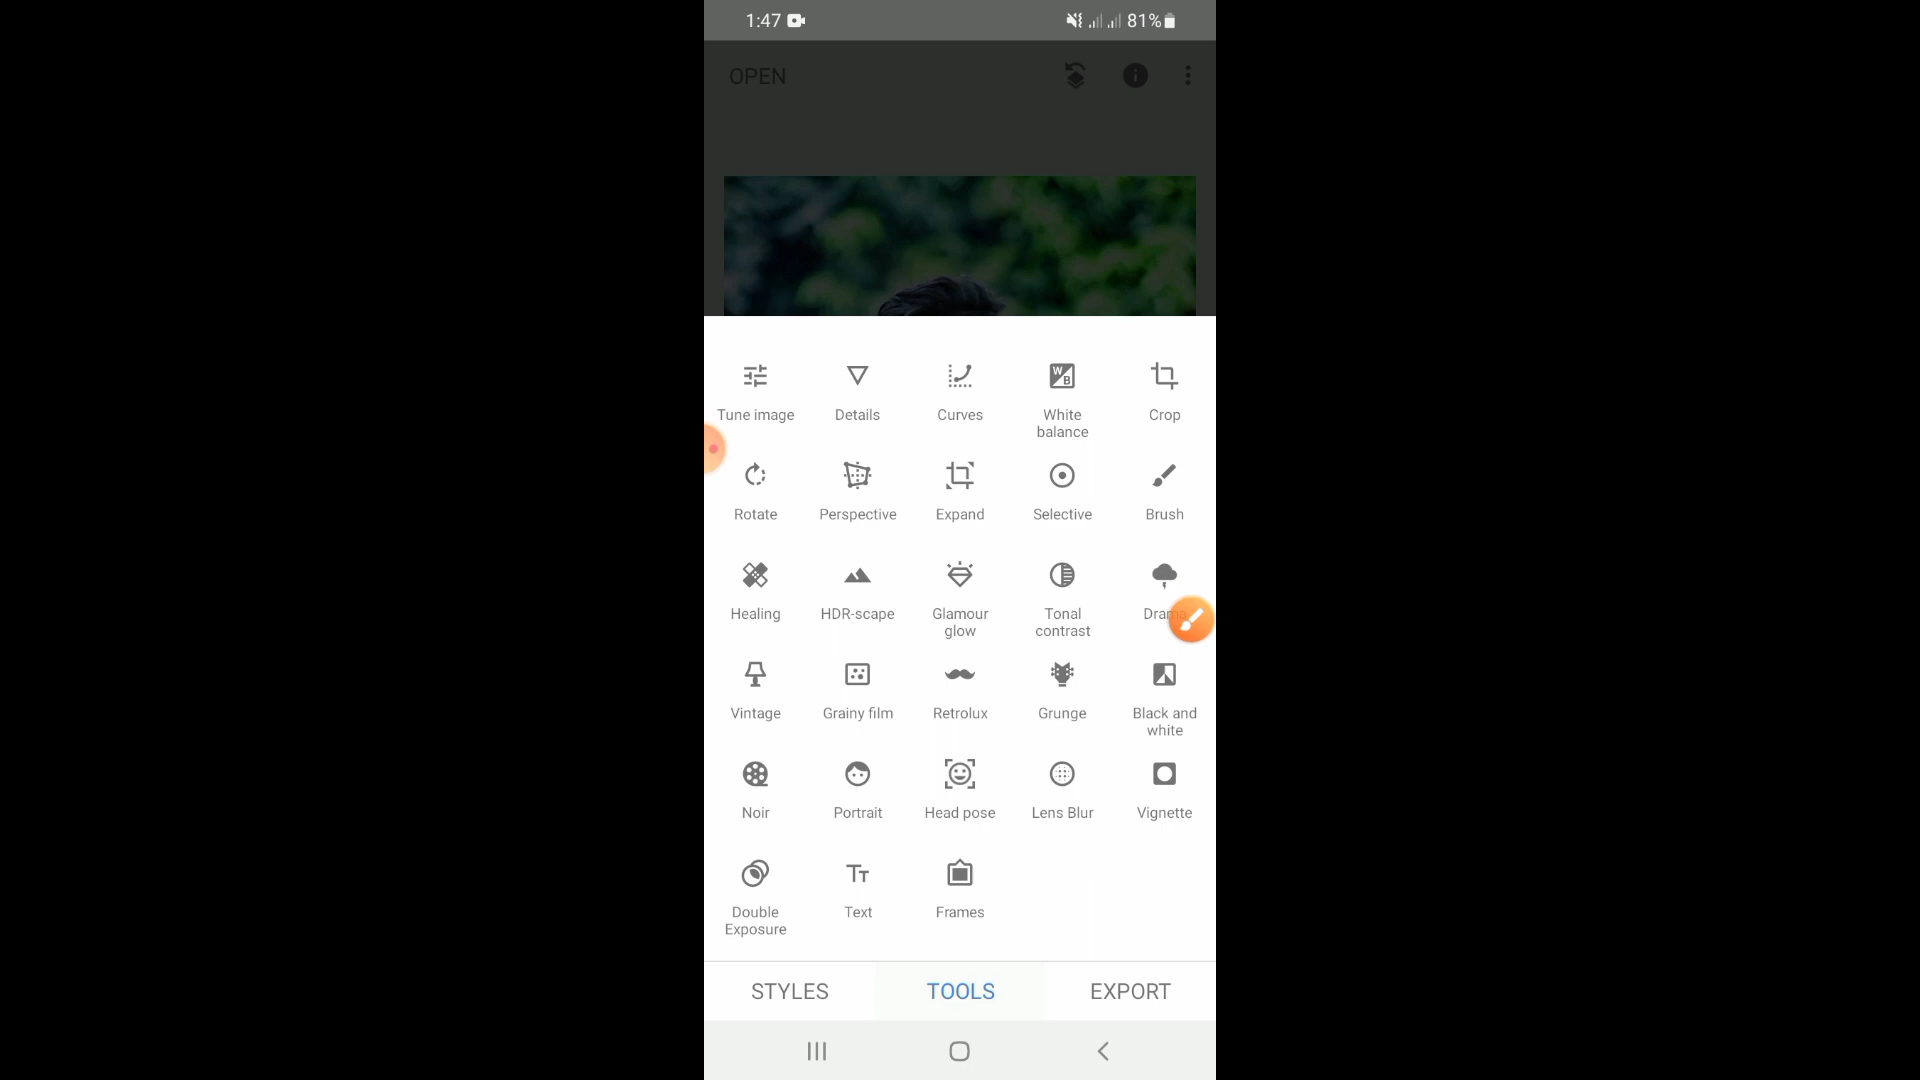 1:47 81%
OPEN
Tune image Details Curves White balance Crop
Rotate Perspective Expand Selective Brush
Healing HDR-scape Glamour glow Tonal contrast Drama
Vintage Grainy film Retrolux Grunge Black and white
Noir Portrait Head pose Lens Blur Vignette
Double Exposure Text Frames
STYLES TOOLS EXPORT